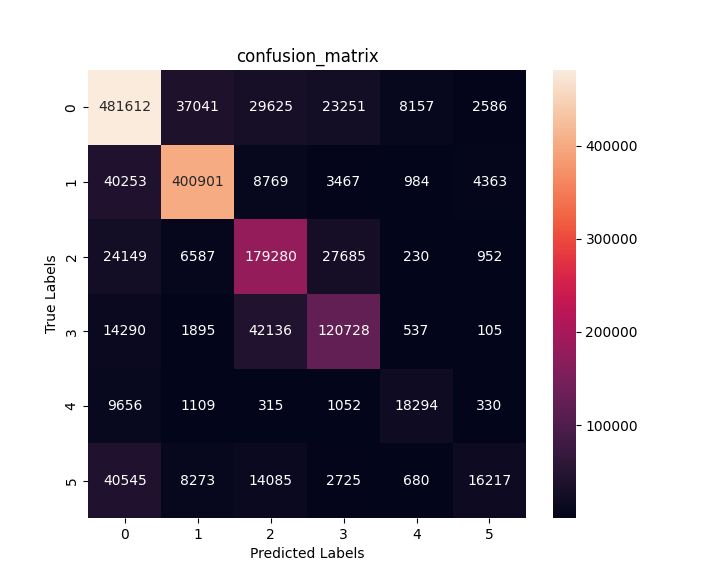 confusion_matrix
0 481612 37041 29625 23251 8157 2586
1 40253 400901 8769 3467 984 4363
2 24149 6587 179280 27685 230 952
3 14290 1895 42136 120728 537 105
4 9656 1109 315 1052 18294 330
5 40545 8273 14085 2725 680 16217
0 1 2 3 4 5
True Labels
Predicted Labels
400000
300000
200000
100000